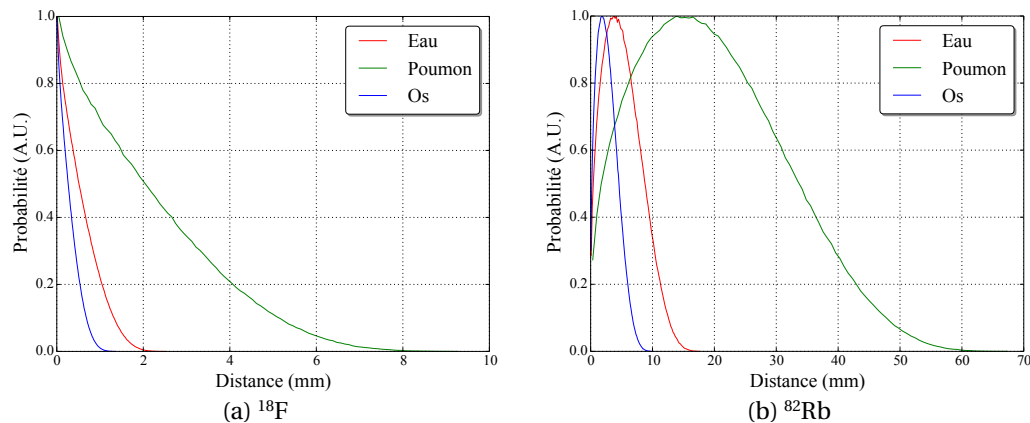 Eau
Poumon
Os
Probabilité (A.U.)
1.0
0.8
0.6
0.4
0.2
0.0
0 2 4 6 8 10
Distance (mm)
(a) ¹⁸F
Eau
Poumon
Os
Probabilité (A.U.)
1.0
0.8
0.6
0.4
0.2
0.0
0 10 20 30 40 50 60 70
Distance (mm)
(b) ⁸²Rb